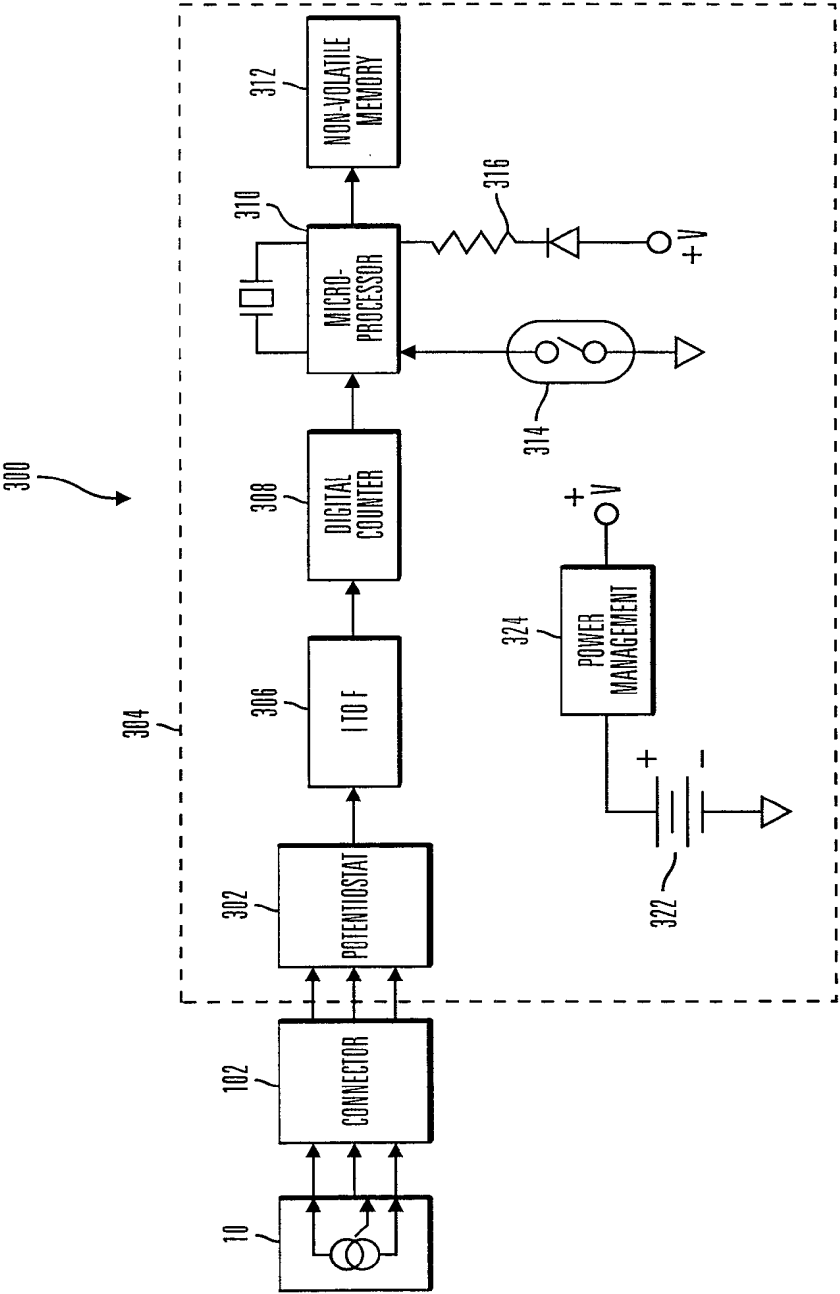 300
304
10
102
CONNECTOR
302
POTENTIOSTAT
306
I TO F
308
DIGITAL
COUNTER
310
MICRO-
PROCESSOR
312
NON-VOLATILE
MEMORY
314
316
+V
322
+
-
324
POWER
MANAGEMENT
+V